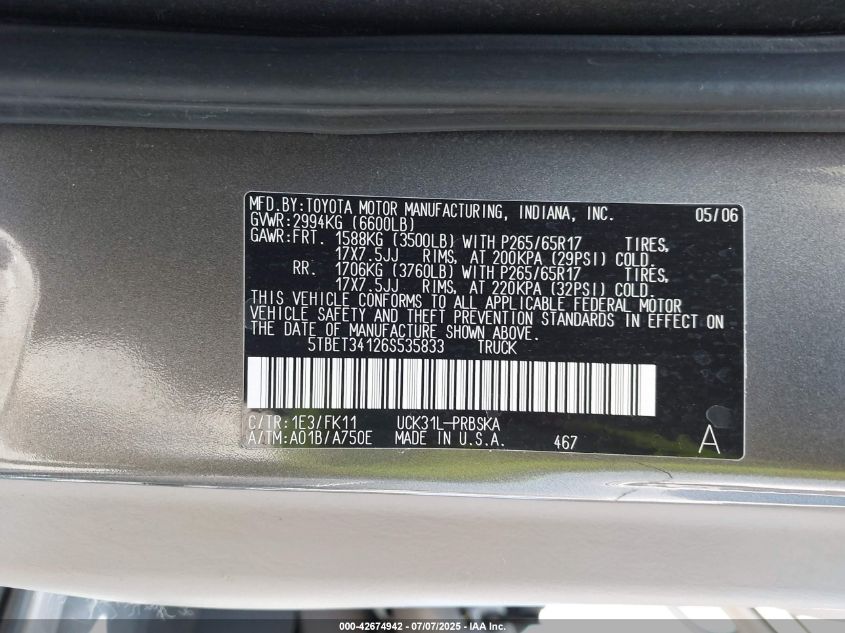 MFD.BY:TOYOTA MOTOR MANUFACTURING, INDIANA, INC. 05/06
GVWR:2994KG (6600LB)
GAWR:FRT. 1588KG (3500LB) WITH P265/65R17 TIRES,
17X7.5JJ RIMS, AT 200KPA (29PSI) COLD.
RR. 1706KG (3760LB) WITH P265/65R17 TIRES,
17X7.5JJ RIMS, AT 220KPA (32PSI) COLD.
THIS VEHICLE CONFORMS TO ALL APPLICABLE FEDERAL MOTOR
VEHICLE SAFETY AND THEFT PREVENTION STANDARDS IN EFFECT ON
THE DATE OF MANUFACTURE SHOWN ABOVE.
5TBET34126S535833 TRUCK
C/TR:1E3/FK11 UCK31L-PRBSKA
A/TM:A01B/A750E MADE IN U.S.A. 467 A
000-42674942 - 07/07/2025 - Copyright © IAA, Inc.